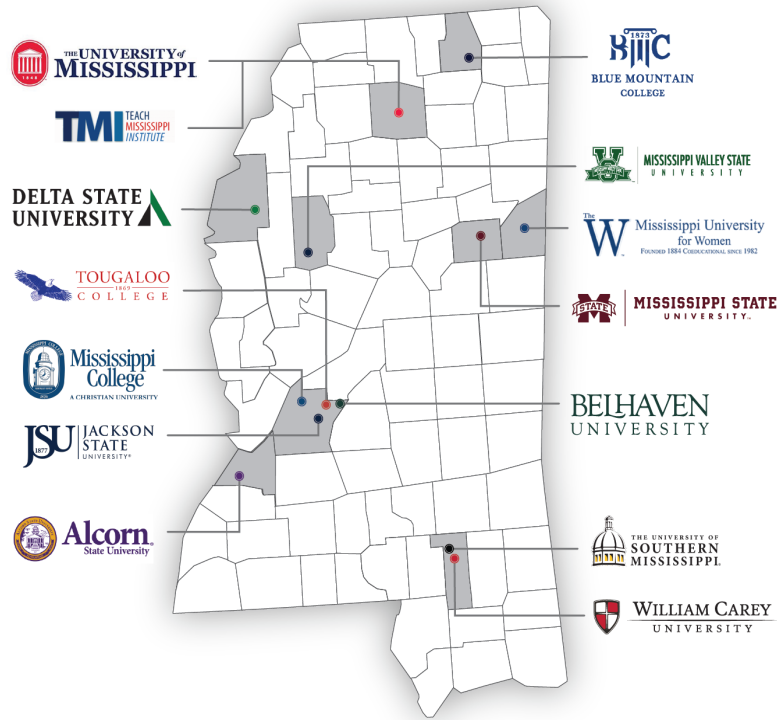 THE UNIVERSITY of
MISSISSIPPI
1848
TMI TEACH
MISSISSIPPI
INSTITUTE
DELTA STATE
UNIVERSITY
TOUGALOO
1869
COLLEGE
Mississippi
College
A CHRISTIAN UNIVERSITY
JSU JACKSON
STATE
UNIVERSITY®
1877
Alcorn
State University
1873
BMC
BLUE MOUNTAIN
COLLEGE
MISSISSIPPI VALLEY STATE
UNIVERSITY
The
W Mississippi University
for Women
FOUNDED 1884 COEDUCATIONAL SINCE 1982
M STATE
MISSISSIPPI STATE
UNIVERSITY™
BELHAVEN
UNIVERSITY
THE UNIVERSITY OF
SOUTHERN
MISSISSIPPI
WILLIAM CAREY
UNIVERSITY